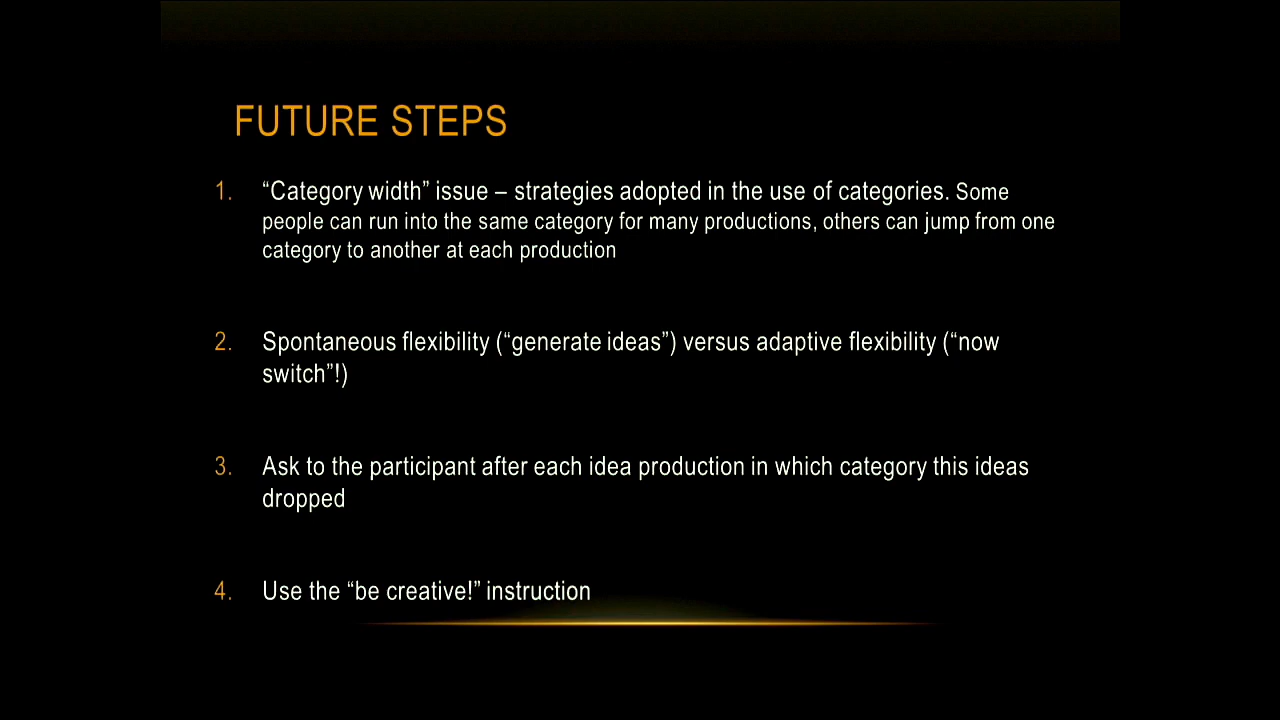 FUTURE STEPS
1. “Category width” issue – strategies adopted in the use of categories. Some
people can run into the same category for many productions, others can jump from one
category to another at each production
2. Spontaneous flexibility (“generate ideas”) versus adaptive flexibility (“now
switch”!)
3. Ask to the participant after each idea production in which category this ideas
dropped
4. Use the “be creative!” instruction